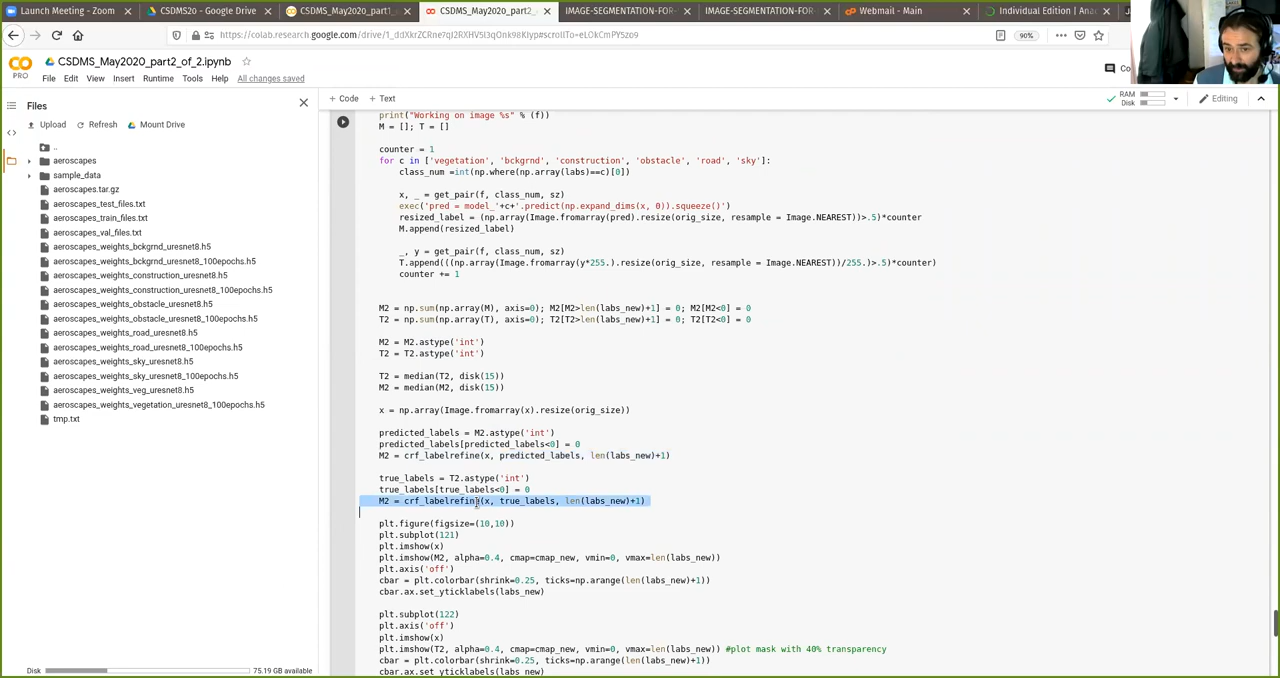 Launch Meeting - Zoom
CSDMS2o - Google Drive
CSDMS_May2020_part1_
CSDMS_May2020_part2_
IMAGE-SEGMENTATION-FOR-
IMAGE-SEGMENTATION-FOR-
Webmail - Main
Individual Edition | Ana
90%
CSDMS_May2020_part2_of_2.ipynb
PRO
File Edit View Insert Runtime Tools Help All changes saved
Co
Files
+ Code + Text
RAM
Disk
Editing
Upload Refresh Mount Drive
..
aeroscapes
sample_data
aeroscapes.tar.gz
aeroscapes_test_files.txt
aeroscapes_train_files.txt
aeroscapes_val_files.txt
aeroscapes_weights_bckgrnd_uresnet8.h5
aeroscapes_weights_bckgrnd_uresnet8_100epochs.h5
aeroscapes_weights_construction_uresnet8.h5
aeroscapes_weights_construction_uresnet8_100epochs.h5
aeroscapes_weights_obstacle_uresnet8.h5
aeroscapes_weights_obstacle_uresnet8_100epochs.h5
aeroscapes_weights_road_uresnet8.h5
aeroscapes_weights_road_uresnet8_100epochs.h5
aeroscapes_weights_sky_uresnet8.h5
aeroscapes_weights_sky_uresnet8_100epochs.h5
aeroscapes_weights_veg_uresnet8.h5
aeroscapes_weights_vegetation_uresnet8_100epochs.h5
tmp.txt
Disk 75.19 GB available
print("Working on image %s" % (f))
M = []; T = []
counter = 1
for c in ['vegetation', 'bckgrnd', 'construction', 'obstacle', 'road', 'sky']:
class_num =int(np.where(np.array(labs)==c)[0])
x, _ = get_pair(f, class_num, sz)
exec('pred = model_'+c+'.predict(np.expand_dims(x, 0)).squeeze()')
resized_label = (np.array(Image.fromarray(pred).resize(orig_size, resample = Image.NEAREST))>.5)*counter
M.append(resized_label)
_, y = get_pair(f, class_num, sz)
T.append(((np.array(Image.fromarray(y*255.).resize(orig_size, resample = Image.NEAREST))/255.)>.5)*counter)
counter += 1
M2 = np.sum(np.array(M), axis=0); M2[M2>len(labs_new)+1] = 0; M2[M2<0] = 0
T2 = np.sum(np.array(T), axis=0); T2[T2>len(labs_new)+1] = 0; T2[T2<0] = 0
M2 = M2.astype('int')
T2 = T2.astype('int')
T2 = median(T2, disk(15))
M2 = median(M2, disk(15))
x = np.array(Image.fromarray(x).resize(orig_size))
predicted_labels = M2.astype('int')
predicted_labels[predicted_labels<0] = 0
M2 = crf_labelrefine(x, predicted_labels, len(labs_new)+1)
true_labels = T2.astype('int')
true_labels[true_labels<0] = 0
M2 = crf_labelrefine(x, true_labels, len(labs_new)+1)
plt.figure(figsize=(10,10))
plt.subplot(121)
plt.imshow(x)
plt.imshow(M2, alpha=0.4, cmap=cmap_new, vmin=0, vmax=len(labs_new))
plt.axis('off')
cbar = plt.colorbar(shrink=0.25, ticks=np.arange(len(labs_new)+1))
cbar.ax.set_yticklabels(labs_new)
plt.subplot(122)
plt.axis('off')
plt.imshow(x)
plt.imshow(T2, alpha=0.4, cmap=cmap_new, vmin=0, vmax=len(labs_new)) #plot mask with 40% transparency
cbar = plt.colorbar(shrink=0.25, ticks=np.arange(len(labs_new)+1))
cbar.ax.set_yticklabels(labs_new)